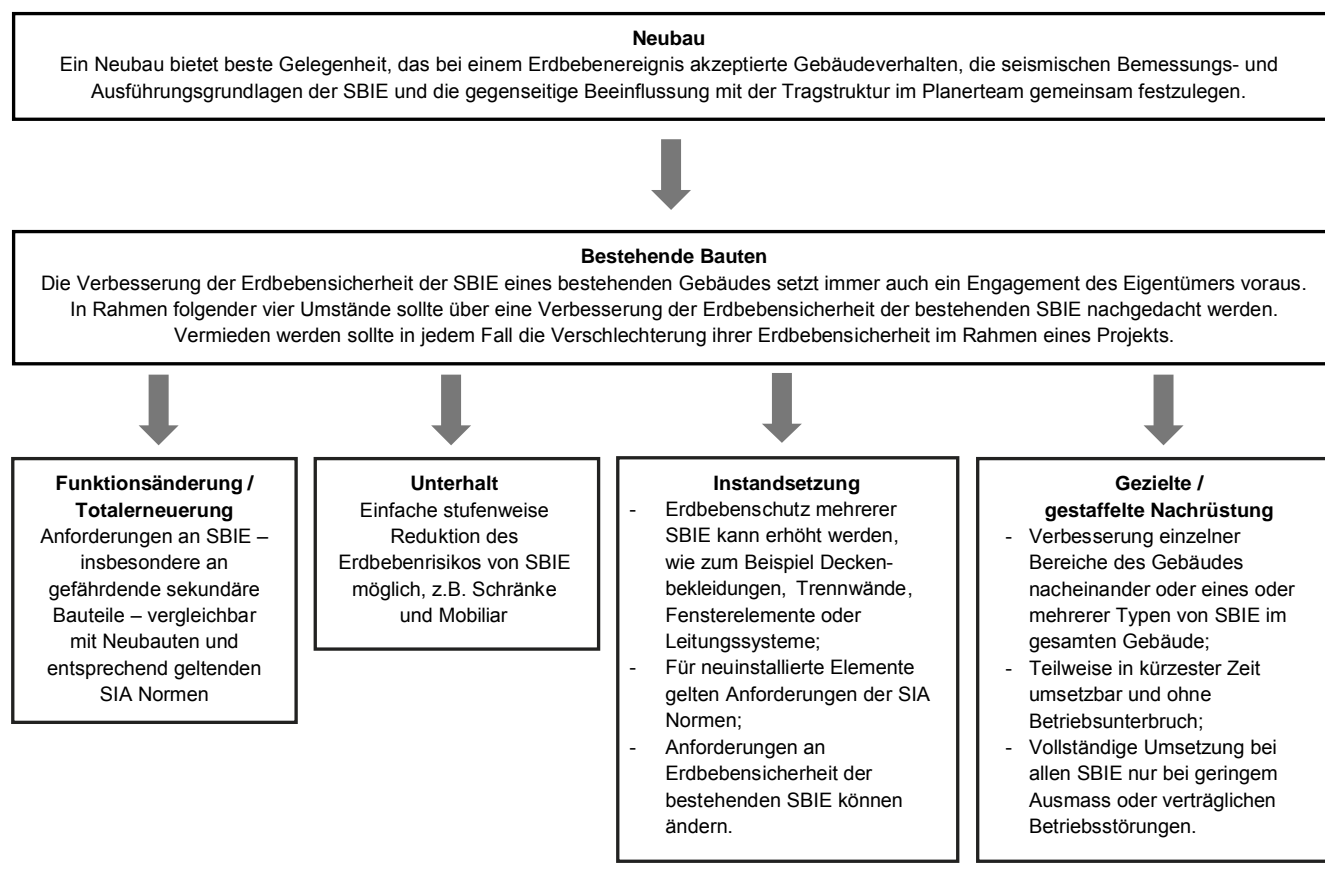 Neubau
Ein Neubau bietet beste Gelegenheit, das bei einem Erdbebenereignis akzeptierte Gebäudeverhalten, die seismischen Bemessungs- und
Ausführungsgrundlagen der SBIE und die gegenseitige Beeinflussung mit der Tragstruktur im Planerteam gemeinsam festzulegen.
Bestehende Bauten
Die Verbesserung der Erdbebensicherheit der SBIE eines bestehenden Gebäudes setzt immer auch ein Engagement des Eigentümers voraus.
In Rahmen folgender vier Umstände sollte über eine Verbesserung der Erdbebensicherheit der bestehenden SBIE nachgedacht werden.
Vermieden werden sollte in jedem Fall die Verschlechterung ihrer Erdbebensicherheit im Rahmen eines Projekts.
Funktionsänderung /
Totalerneuerung
Anforderungen an SBIE –
insbesondere an
gefährdende sekundäre
Bauteile – vergleichbar
mit Neubauten und
entsprechend geltenden
SIA Normen
Unterhalt
Einfache stufenweise
Reduktion des
Erdbebenrisikos von SBIE
möglich, z.B. Schränke
und Mobiliar
Instandsetzung
- Erdbebenschutz mehrerer
SBIE kann erhöht werden,
wie zum Beispiel Decken-
bekleidungen, Trennwände,
Fensterelemente oder
Leitungssysteme;
- Für neuinstallierte Elemente
gelten Anforderungen der SIA
Normen;
- Anforderungen an
Erdbebensicherheit der
bestehenden SBIE können
ändern.
Gezielte /
gestaffelte Nachrüstung
- Verbesserung einzelner
Bereiche des Gebäudes
nacheinander oder eines oder
mehrerer Typen von SBIE im
gesamten Gebäude;
- Teilweise in kürzester Zeit
umsetzbar und ohne
Betriebsunterbruch;
- Vollständige Umsetzung bei
allen SBIE nur bei geringem
Ausmass oder verträglichen
Betriebsstörungen.